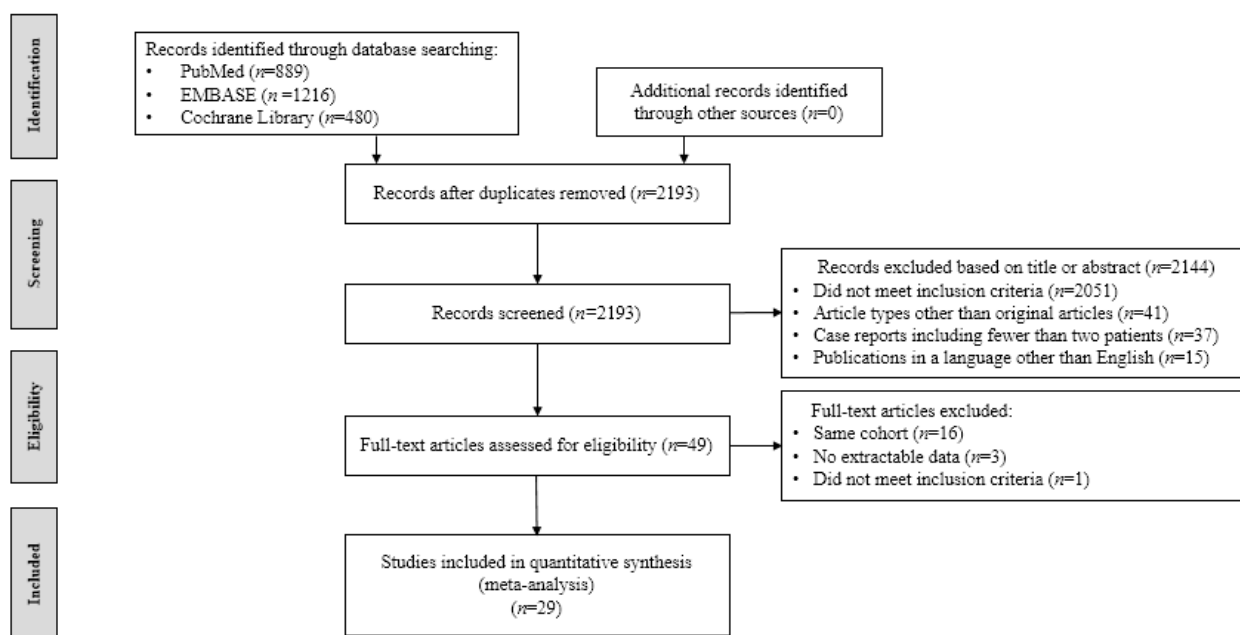 Identification
Records identified through database searching:
• PubMed (n=889)
• EMBASE (n =1216)
• Cochrane Library (n=480)
Additional records identified
through other sources (n=0)
Records after duplicates removed (n=2193)
Screening
Records screened (n=2193)
Records excluded based on title or abstract (n=2144)
• Did not meet inclusion criteria (n=2051)
• Article types other than original articles (n=41)
• Case reports including fewer than two patients (n=37)
• Publications in a language other than English (n=15)
Eligibility
Full-text articles assessed for eligibility (n=49)
Full-text articles excluded:
• Same cohort (n=16)
• No extractable data (n=3)
• Did not meet inclusion criteria (n=1)
Included
Studies included in quantitative synthesis
(meta-analysis)
(n=29)